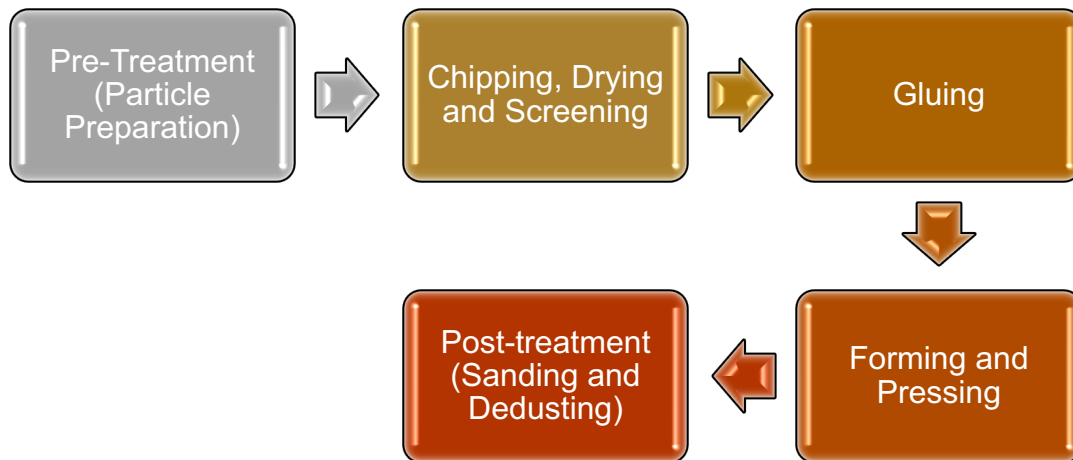 Pre-Treatment
(Particle
Preparation)
Chipping, Drying
and Screening
Gluing
Forming and
Pressing
Post-treatment
(Sanding and
Dedusting)